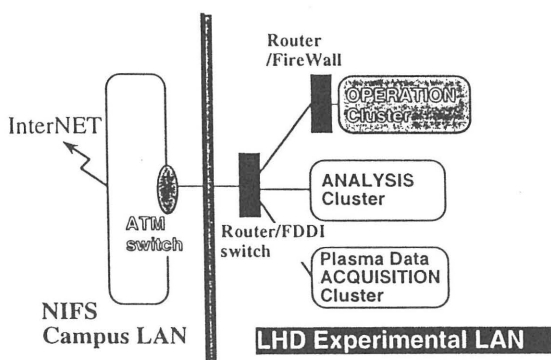 Router
/FireWall
OPERATION
Cluster
InterNET
ANALYSIS
Cluster
ATM
switch
Router/FDDI
switch
Plasma Data
ACQUISITION
Cluster
NIFS
Campus LAN
LHD Experimental LAN